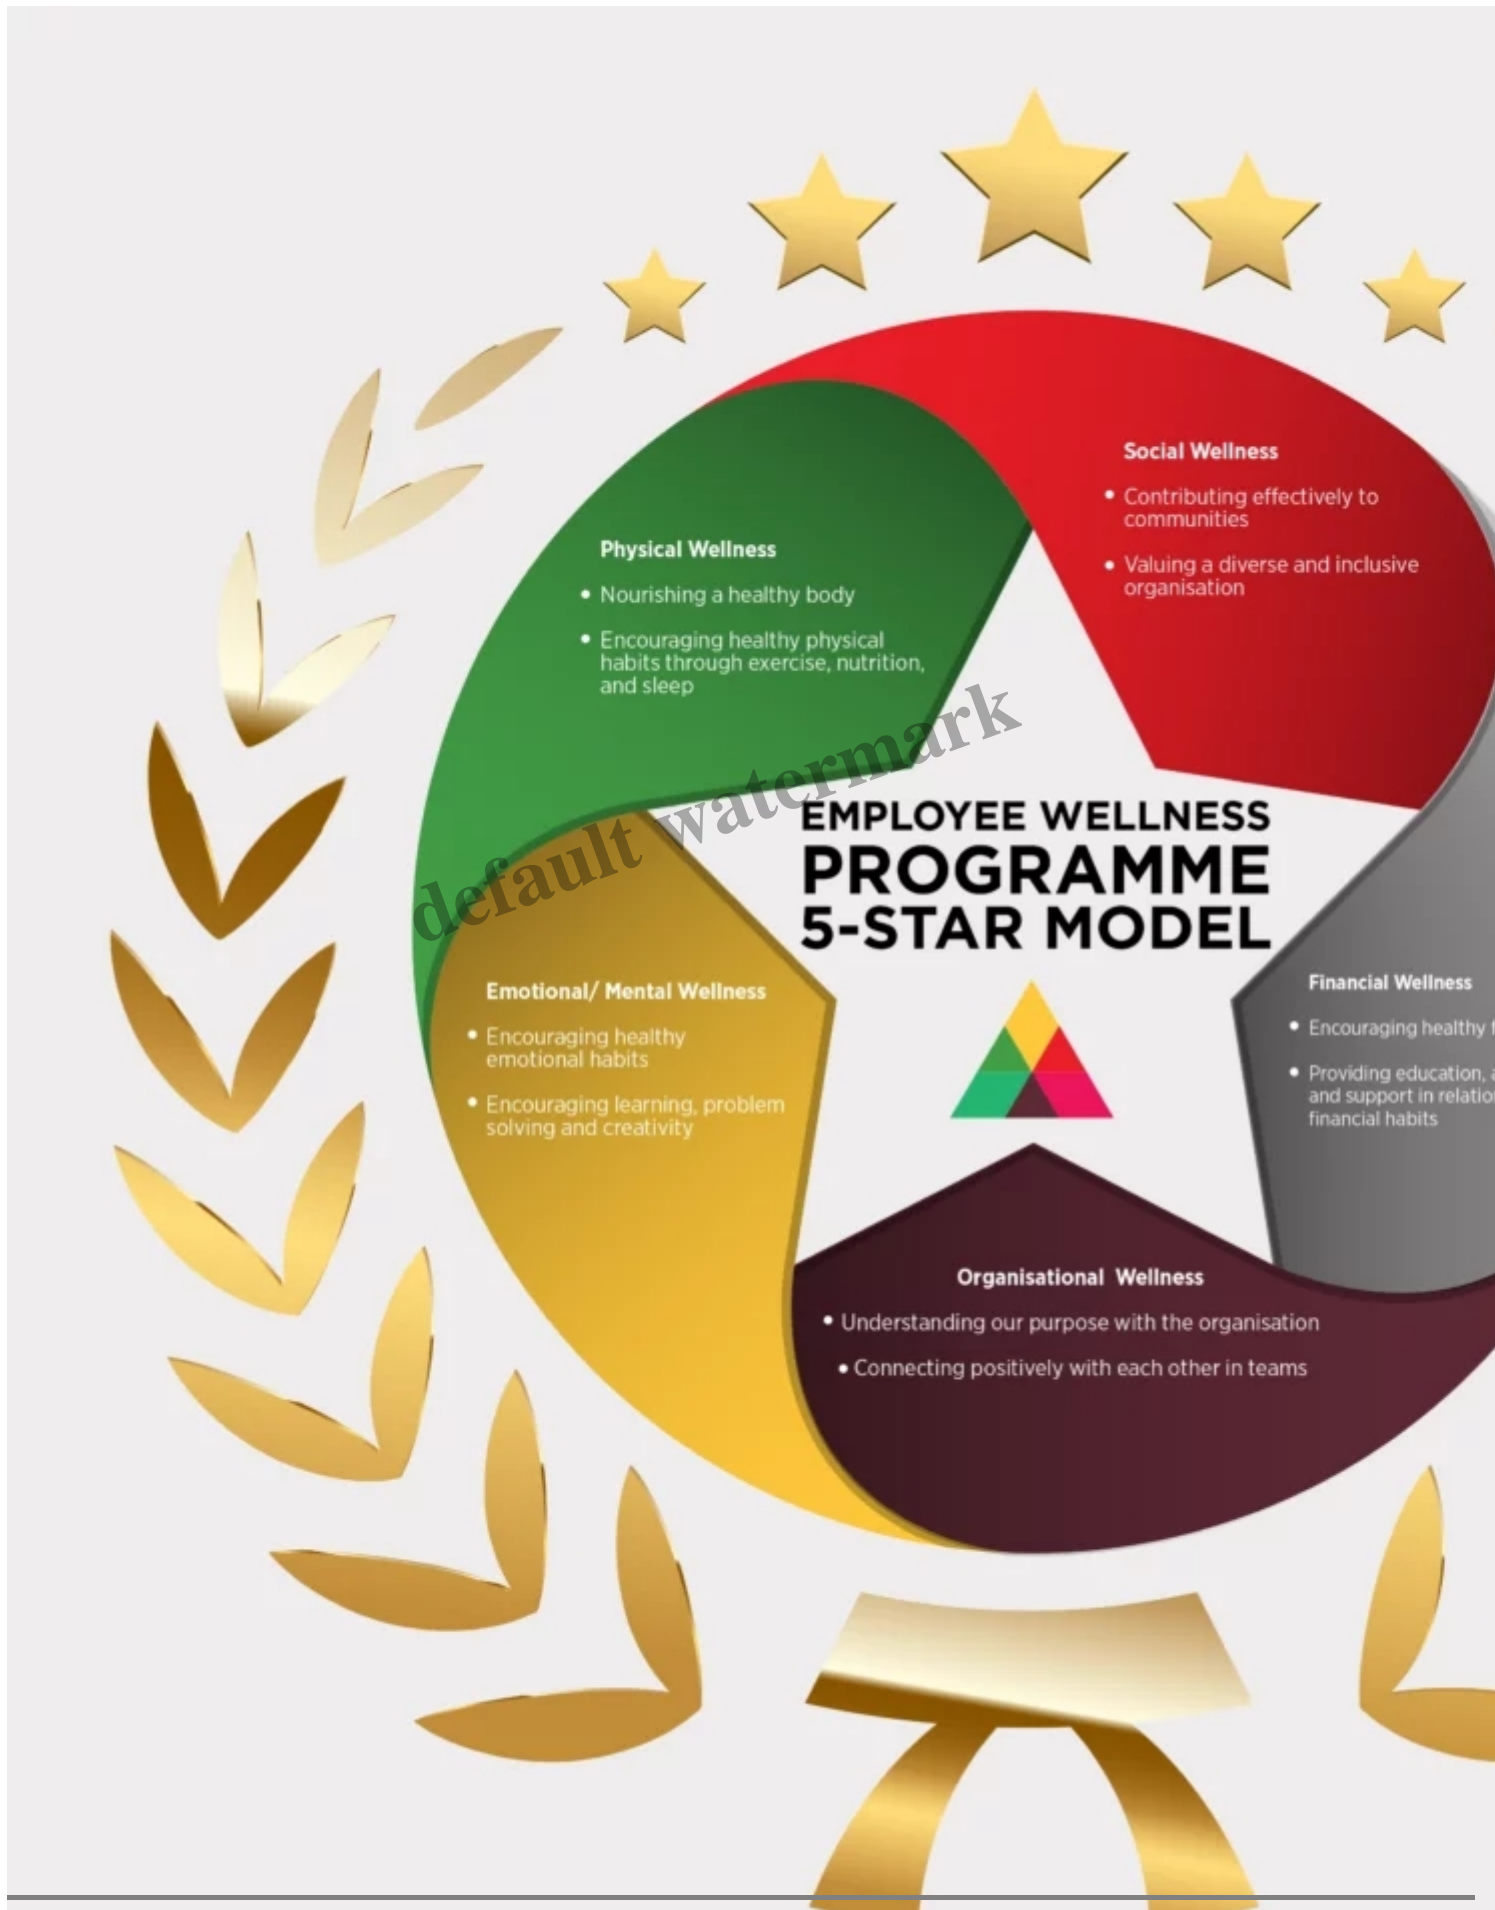 Social Wellness
• Contributing effectively to
communities
• Valuing a diverse and inclusive
organisation
Physical Wellness
• Nourishing a healthy body
• Encouraging healthy physical
habits through exercise, nutrition,
and sleep
default watermark
EMPLOYEE WELLNESS
PROGRAMME
5-STAR MODEL
Emotional/ Mental Wellness
• Encouraging healthy
emotional habits
• Encouraging learning, problem
solving and creativity
Financial Wellness
• Encouraging healthy
• Providing education,
and support in
financial habits
Organisational Wellness
• Understanding our purpose with the organisation
• Connecting positively with each other in teams